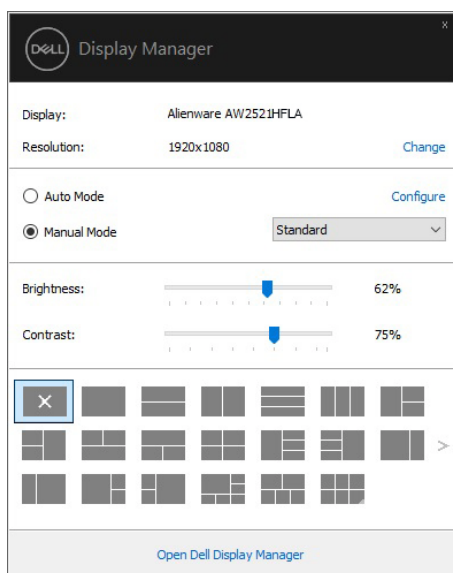 x
DELL Display Manager
Display: Alienware AW2521HFLA
Resolution: 1920x1080 Change
Auto Mode Configure
Manual Mode Standard
Brightness: 62%
Contrast: 75%
Open Dell Display Manager